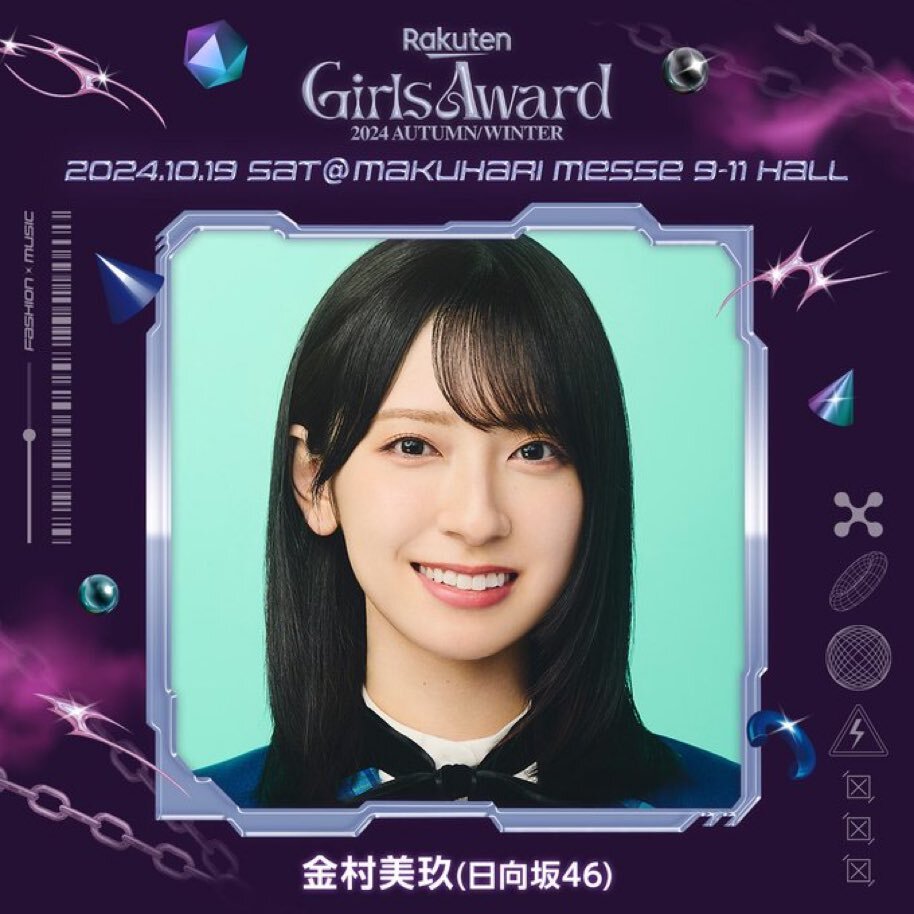 Rakuten
GirlsAward
2024 AUTUMN/WINTER
2024.10.19 SAT@MAKUHARI MESSE 9-11 HALL
FASHION × MUSIC
金村美玖(日向坂46)